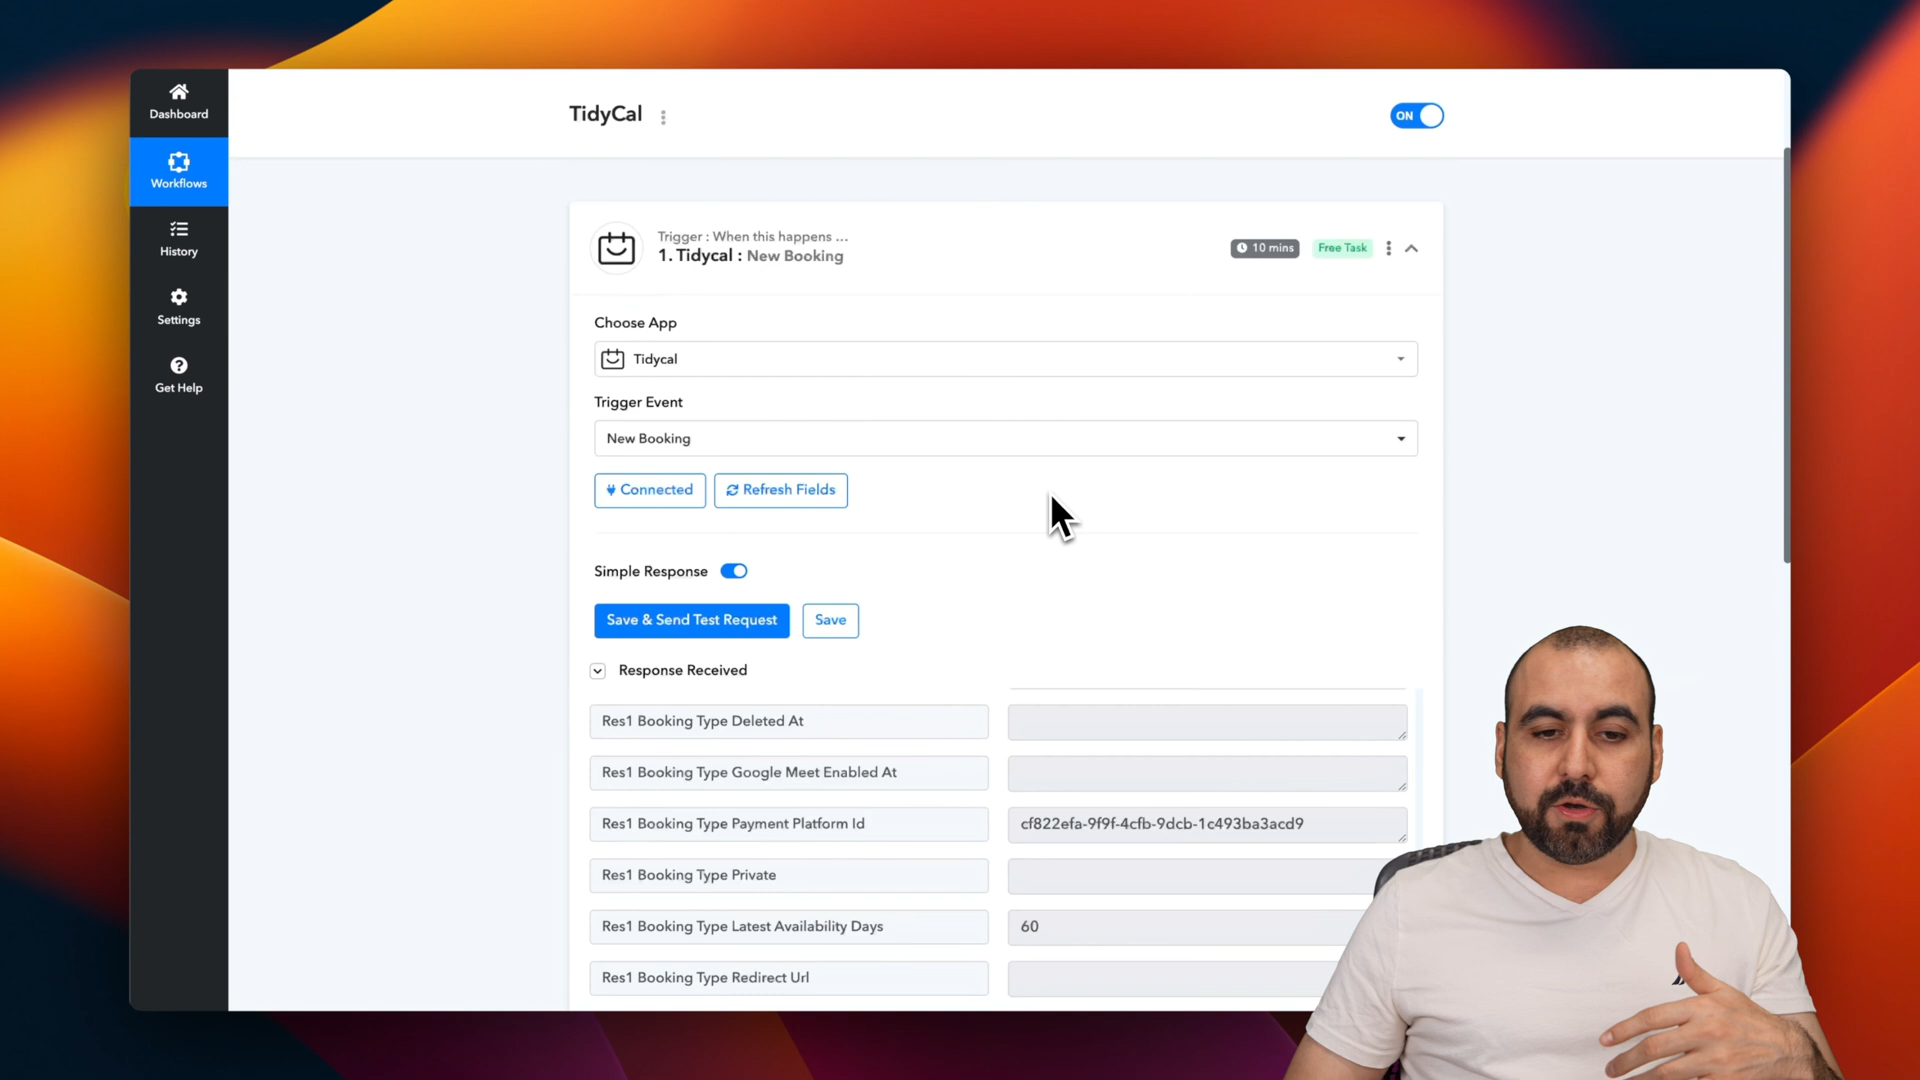 Dashboard
Workflows
History
Settings
Get Help
TidyCal
ON
Trigger : When this happens ...
1. Tidycal : New Booking
10 mins
Free Task
Choose App
Tidycal
Trigger Event
New Booking
Connected
Refresh Fields
Simple Response
Save & Send Test Request
Save
Response Received
Res1 Booking Type Deleted At
Res1 Booking Type Google Meet Enabled At
Res1 Booking Type Payment Platform Id
cf822efa-9f9f-4cfb-9dcb-1c493ba3acd9
Res1 Booking Type Private
Res1 Booking Type Latest Availability Days
60
Res1 Booking Type Redirect Url